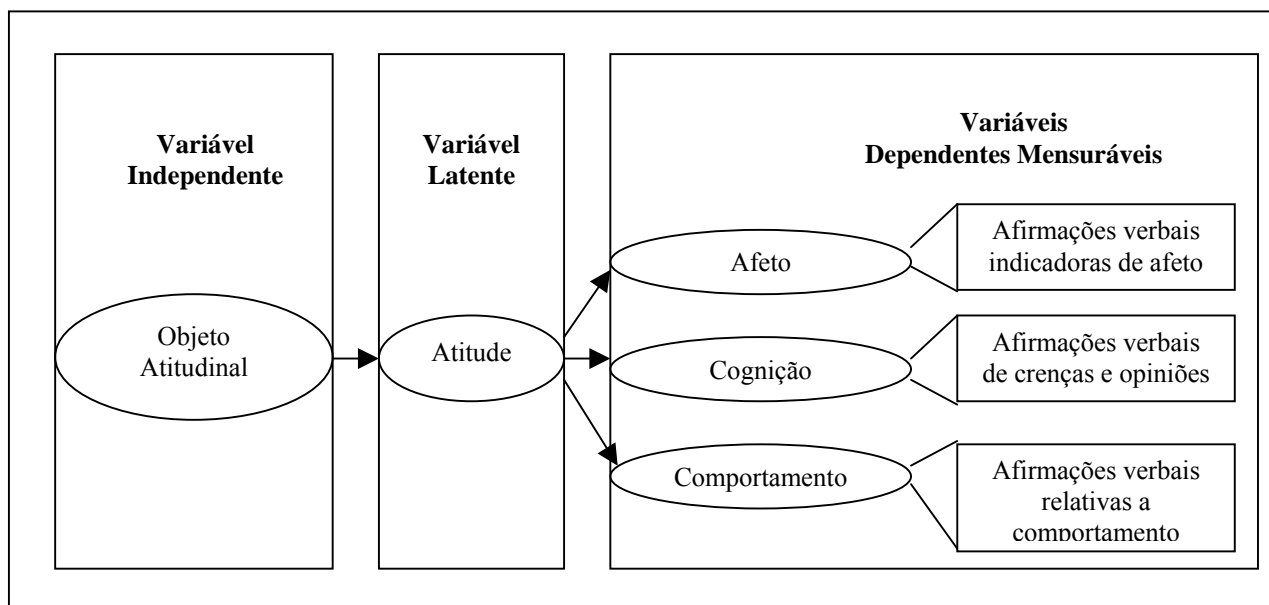 Variável
Independente
Objeto
Atitudinal
Variável
Latente
Atitude
Variáveis
Dependentes Mensuráveis
Afeto
Afirmações verbais
indicadoras de afeto
Cognição
Afirmações verbais
de crenças e opiniões
Comportamento
Afirmações verbais
relativas a
comportamento